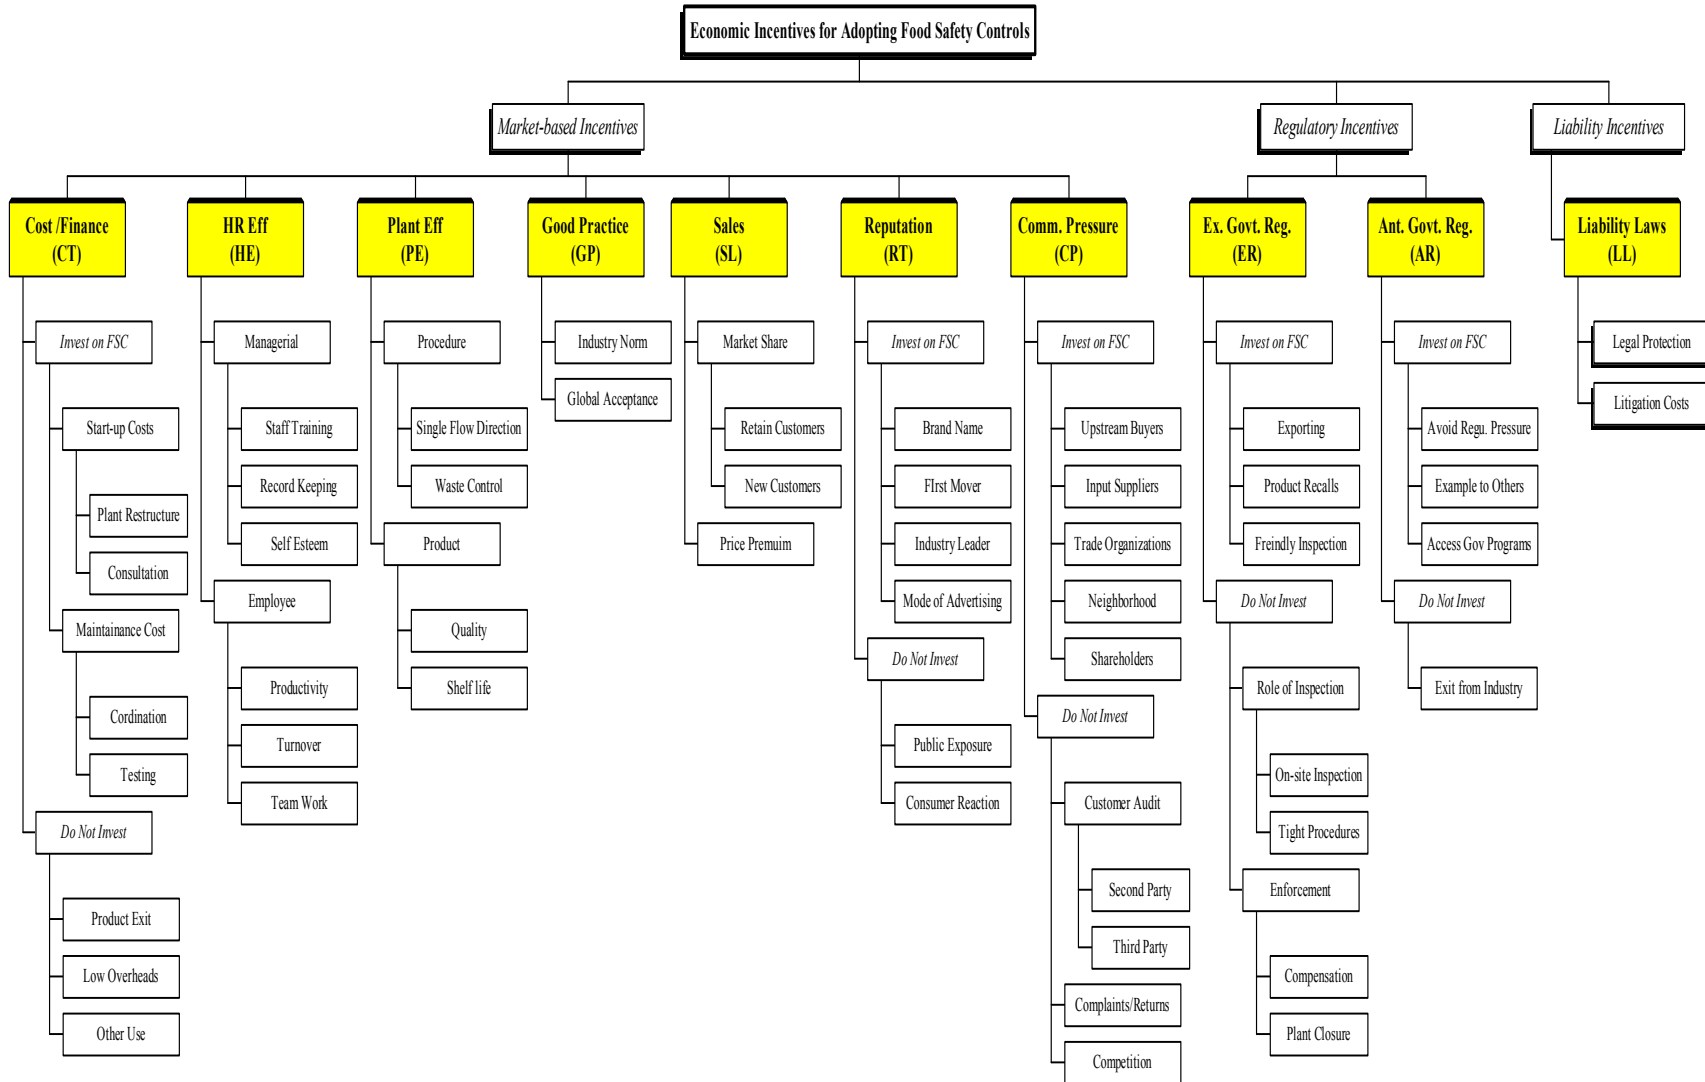 Economic Incentives for Adopting Food Safety Controls
Market-based Incentives
Regulatory Incentives
Liability Incentives
Cost /Finance
(CT)
HR Eff
(HE)
Plant Eff
(PE)
Good Practice
(GP)
Sales
(SL)
Reputation
(RT)
Comm. Pressure
(CP)
Ex. Govt. Reg.
(ER)
Ant. Govt. Reg.
(AR)
Liability Laws
(LL)
Invest on FSC
Start-up Costs
Plant Restructure
Consultation
Maintainance Cost
Cordination
Testing
Do Not Invest
Product Exit
Low Overheads
Other Use
Managerial
Staff Training
Record Keeping
Self Esteem
Employee
Productivity
Turnover
Team Work
Procedure
Single Flow Direction
Waste Control
Product
Quality
Shelf life
Industry Norm
Global Acceptance
Market Share
Retain Customers
New Customers
Price Premuim
Invest on FSC
Brand Name
FIrst Mover
Industry Leader
Mode of Advertising
Do Not Invest
Public Exposure
Consumer Reaction
Invest on FSC
Upstream Buyers
Input Suppliers
Trade Organizations
Neighborhood
Shareholders
Do Not Invest
Customer Audit
Second Party
Third Party
Complaints/Returns
Competition
Invest on FSC
Exporting
Product Recalls
Freindly Inspection
Do Not Invest
Role of Inspection
On-site Inspection
Tight Procedures
Enforcement
Compensation
Plant Closure
Invest on FSC
Avoid Regu. Pressure
Example to Others
Access Gov Programs
Do Not Invest
Exit from Industry
Legal Protection
Litigation Costs